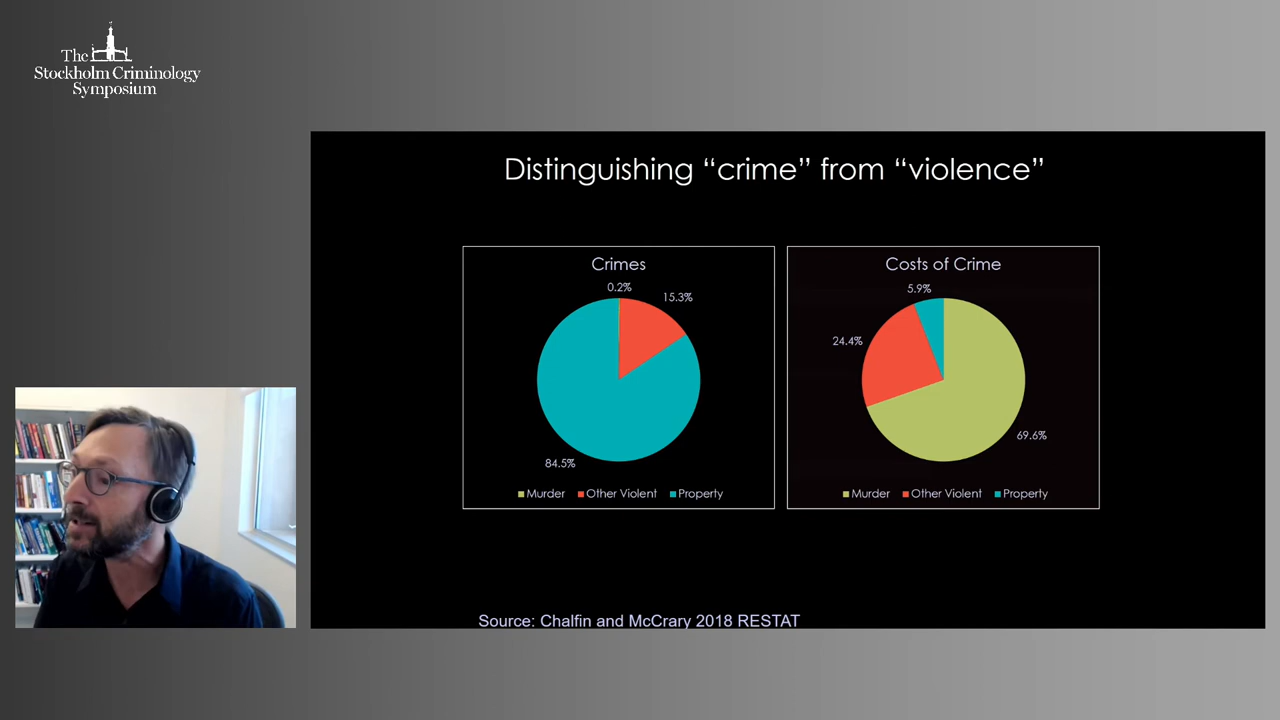 The
Stockholm Criminology
Symposium
Distinguishing “crime” from “violence”
Crimes
0.2%
15.3%
84.5%
Murder Other Violent Property
Costs of Crime
5.9%
24.4%
69.6%
Murder Other Violent Property
Source: Chalfin and McCrary 2018 RESTAT